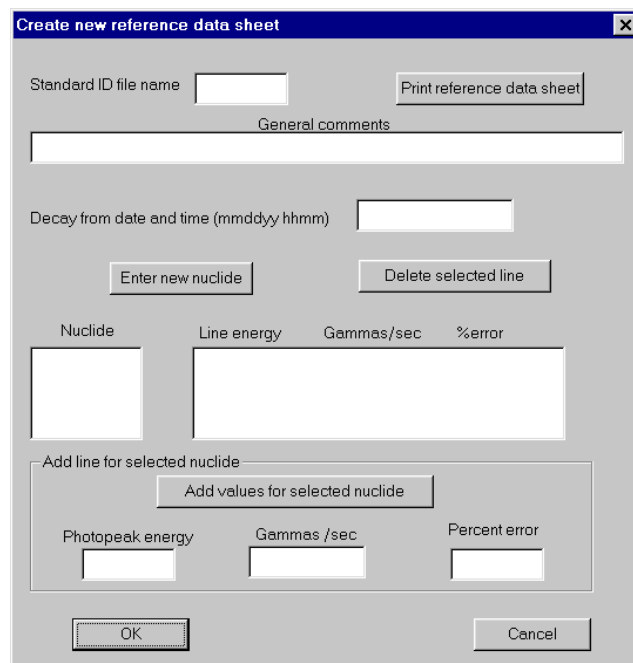 Create new reference data sheet
Standard ID file name
Print reference data sheet
General comments
Decay from date and time (mmddyy hhmm)
Enter new nuclide
Delete selected line
Nuclide
Line energy
Gammas/sec
%error
Add line for selected nuclide
Add values for selected nuclide
Photopeak energy
Gammas /sec
Percent error
OK
Cancel